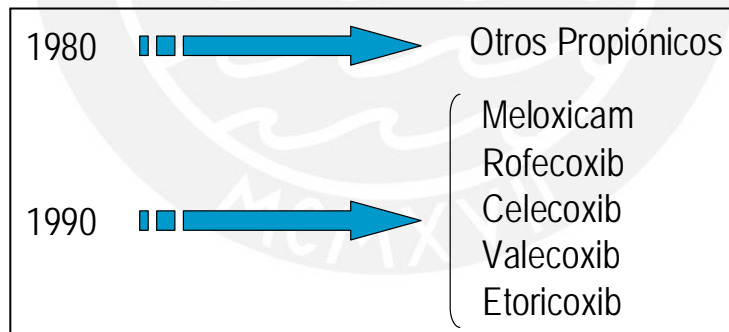 1980 Otros Propiónicos
Meloxicam
Rofecoxib
1990 Celecoxib
Valecoxib
Etoricoxib